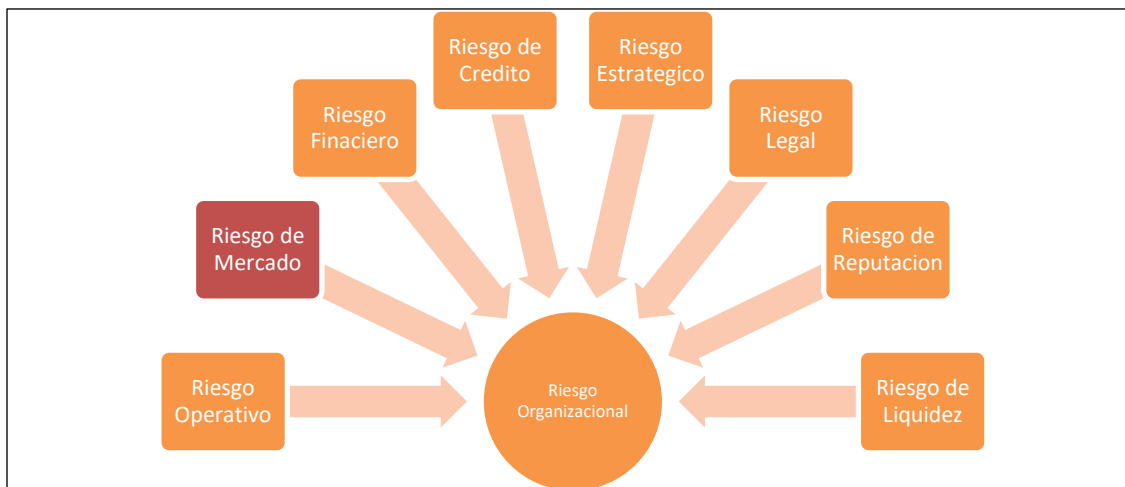 Riesgo de
Credito
Riesgo
Estrategico
Riesgo
Finaciero
Riesgo
Legal
Riesgo de
Mercado
Riesgo de
Reputacion
Riesgo
Operativo
Riesgo
Organizacional
Riesgo de
Liquidez